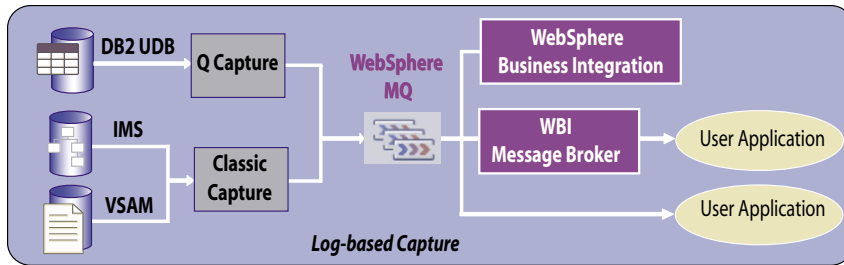 DB2 UDB
Q Capture
IMS
VSAM
Classic
Capture
WebSphere
MQ
WebSphere
Business Integration
WBI
Message Broker
User Application
User Application
Log-based Capture